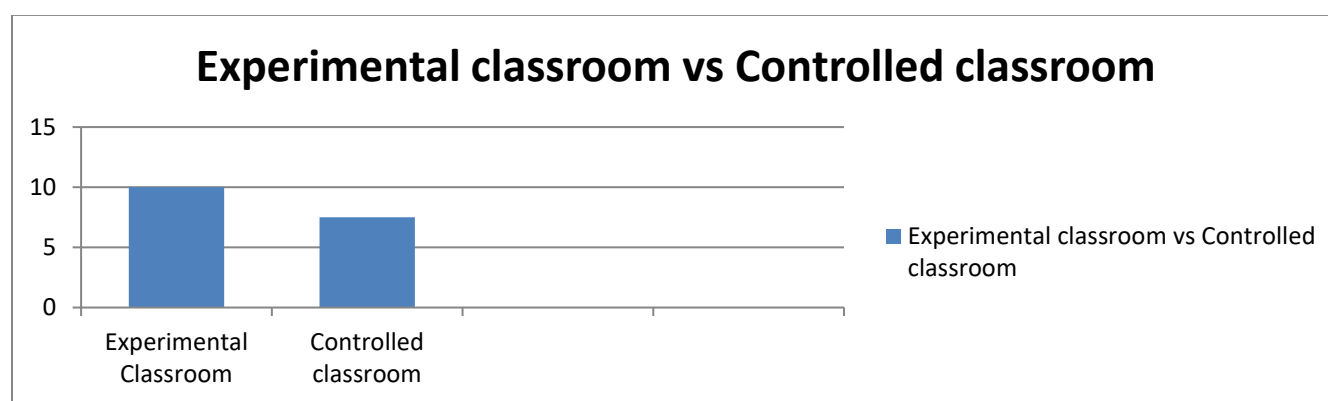 Experimental classroom vs Controlled classroom
15
10
5
0
Experimental
Classroom
Controlled
classroom
Experimental classroom vs Controlled
classroom